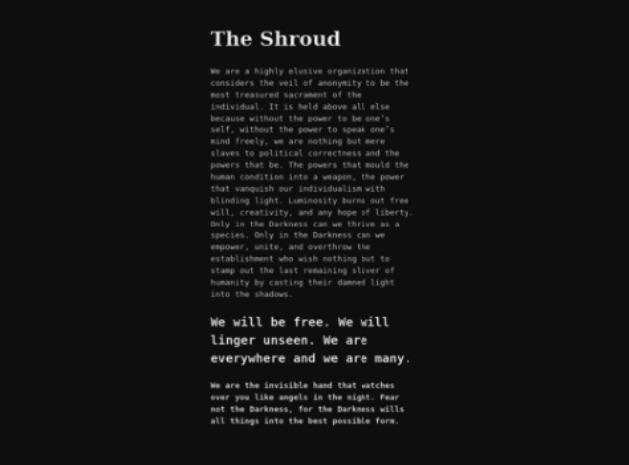 The Shroud
We are a highly elusive organization that
considers the veil of anonymity to be the
most treasured sacrament of the
individual. It is held above all else
because without the power to be one's
self, without the power to speak one's
mind freely, we are nothing but mere
slaves to political correctness and the
powers that be. The powers that mould the
human condition into a weapon, the power
that vanquish our individualism with
blinding light. Luminosity burns out free
will, creativity, and any hope of liberty.
Only in the Darkness can we thrive as a
species. Only in the Darkness can we
empower, unite, and overthrow the
establishment who wish nothing but to
stamp out the last remaining sliver of
humanity by casting their damned light
into the shadows.
We will be free. We will
linger unseen. We are
everywhere and we are many.
We are the invisible hand that watches
over you like angels in the night. Fear
not the Darkness, for the Darkness wills
all things into the best possible form.